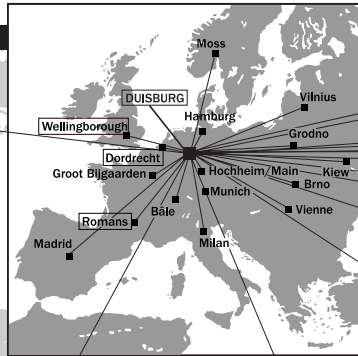 Moss
DUISBURG
Vilnius
Hamburg
Wellingborough
Grodno
Dordrecht
Hochheim/Main
Kiew
Groot Bijgaarden
Munich
Brno
Bâle
Vienne
Romans
Milan
Madrid